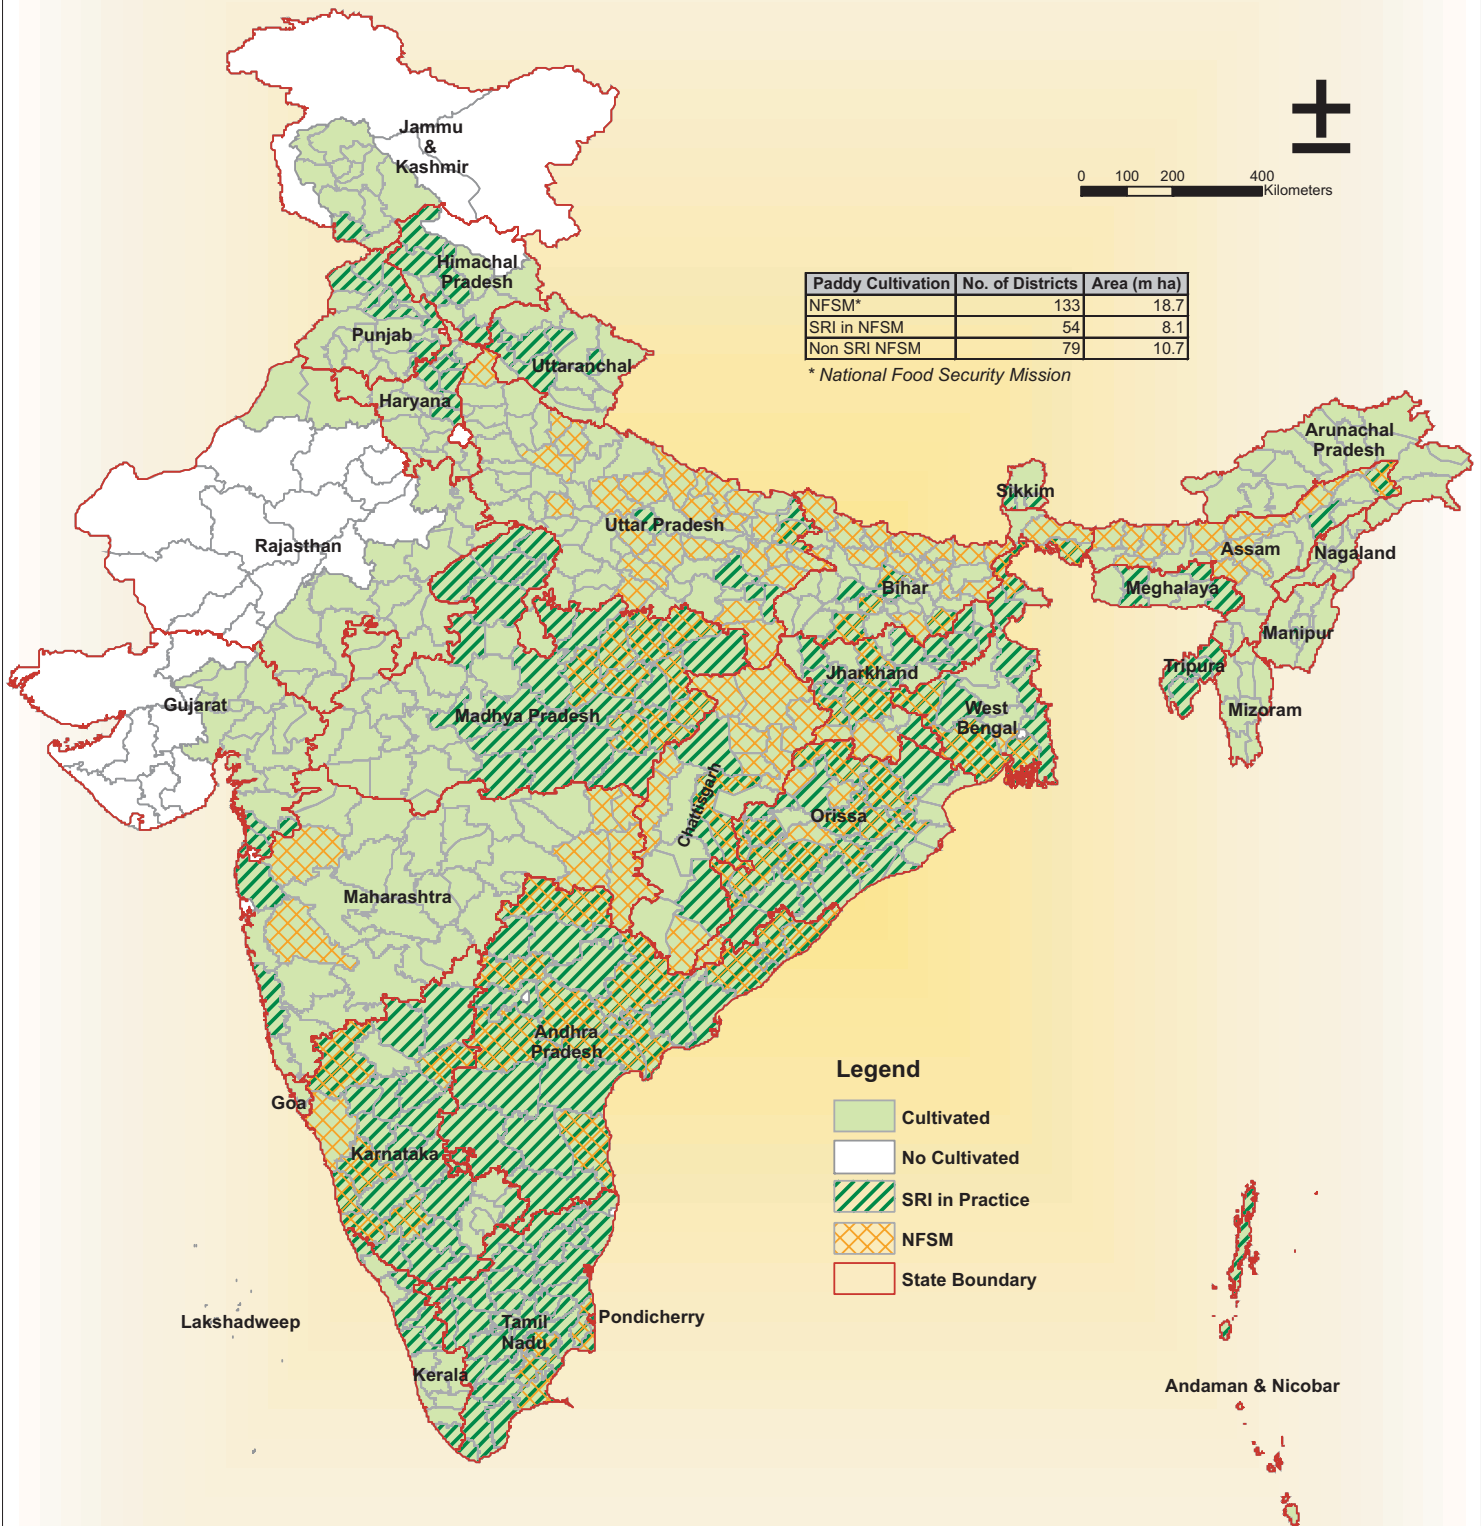 Jammu
&
Kashmir
0 100 200 400
Kilometers
Himachal
Pradesh
Paddy Cultivation No. of Districts Area (m ha)
NFSM* 133 18.7
SRI in NFSM 54 8.1
Non SRI NFSM 79 10.7
* National Food Security Mission
Punjab
Uttaranchal
Haryana
Arunachal
Pradesh
Sikkim
Uttar Pradesh
Rajasthan
Assam
Nagaland
Bihar
Meghalaya
Manipur
Tripura
Jharkhand
Gujarat
Madhya Pradesh
West
Bengal
Mizoram
Chattisgarh
Orissa
Maharashtra
Andhra
Pradesh
Legend
Goa
Cultivated
Karnataka
No Cultivated
SRI in Practice
NFSM
State Boundary
Lakshadweep
Tamil
Nadu
Pondicherry
Kerala
Andaman & Nicobar